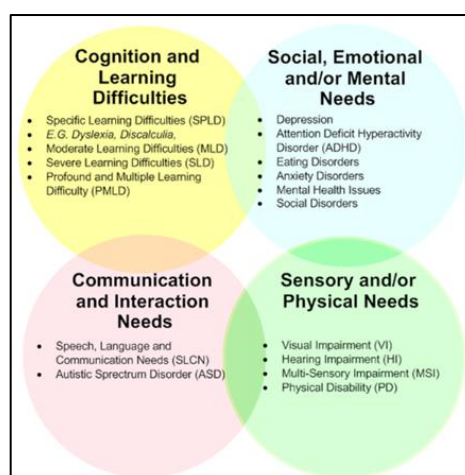 Cognition and
Learning
Difficulties
Specific Learning Difficulties (SPLD)
E.G. Dyslexia, Discalculia,
Moderate Learning Difficulties (MLD)
Severe Learning Difficulties (SLD)
Profound and Multiple Learning
Difficulty (PMLD)
Social, Emotional
and/or Mental
Needs
Depression
Attention Deficit Hyperactivity
Disorder (ADHD)
Eating Disorders
Anxiety Disorders
Mental Health Issues
Social Disorders
Communication
and Interaction
Needs
Speech, Language and
Communication Needs (SLCN)
Autistic Sprectrum Disorder (ASD)
Sensory and/or
Physical Needs
Visual Impairment (VI)
Hearing Impairment (HI)
Multi-Sensory Impairment (MSI)
Physical Disability (PD)